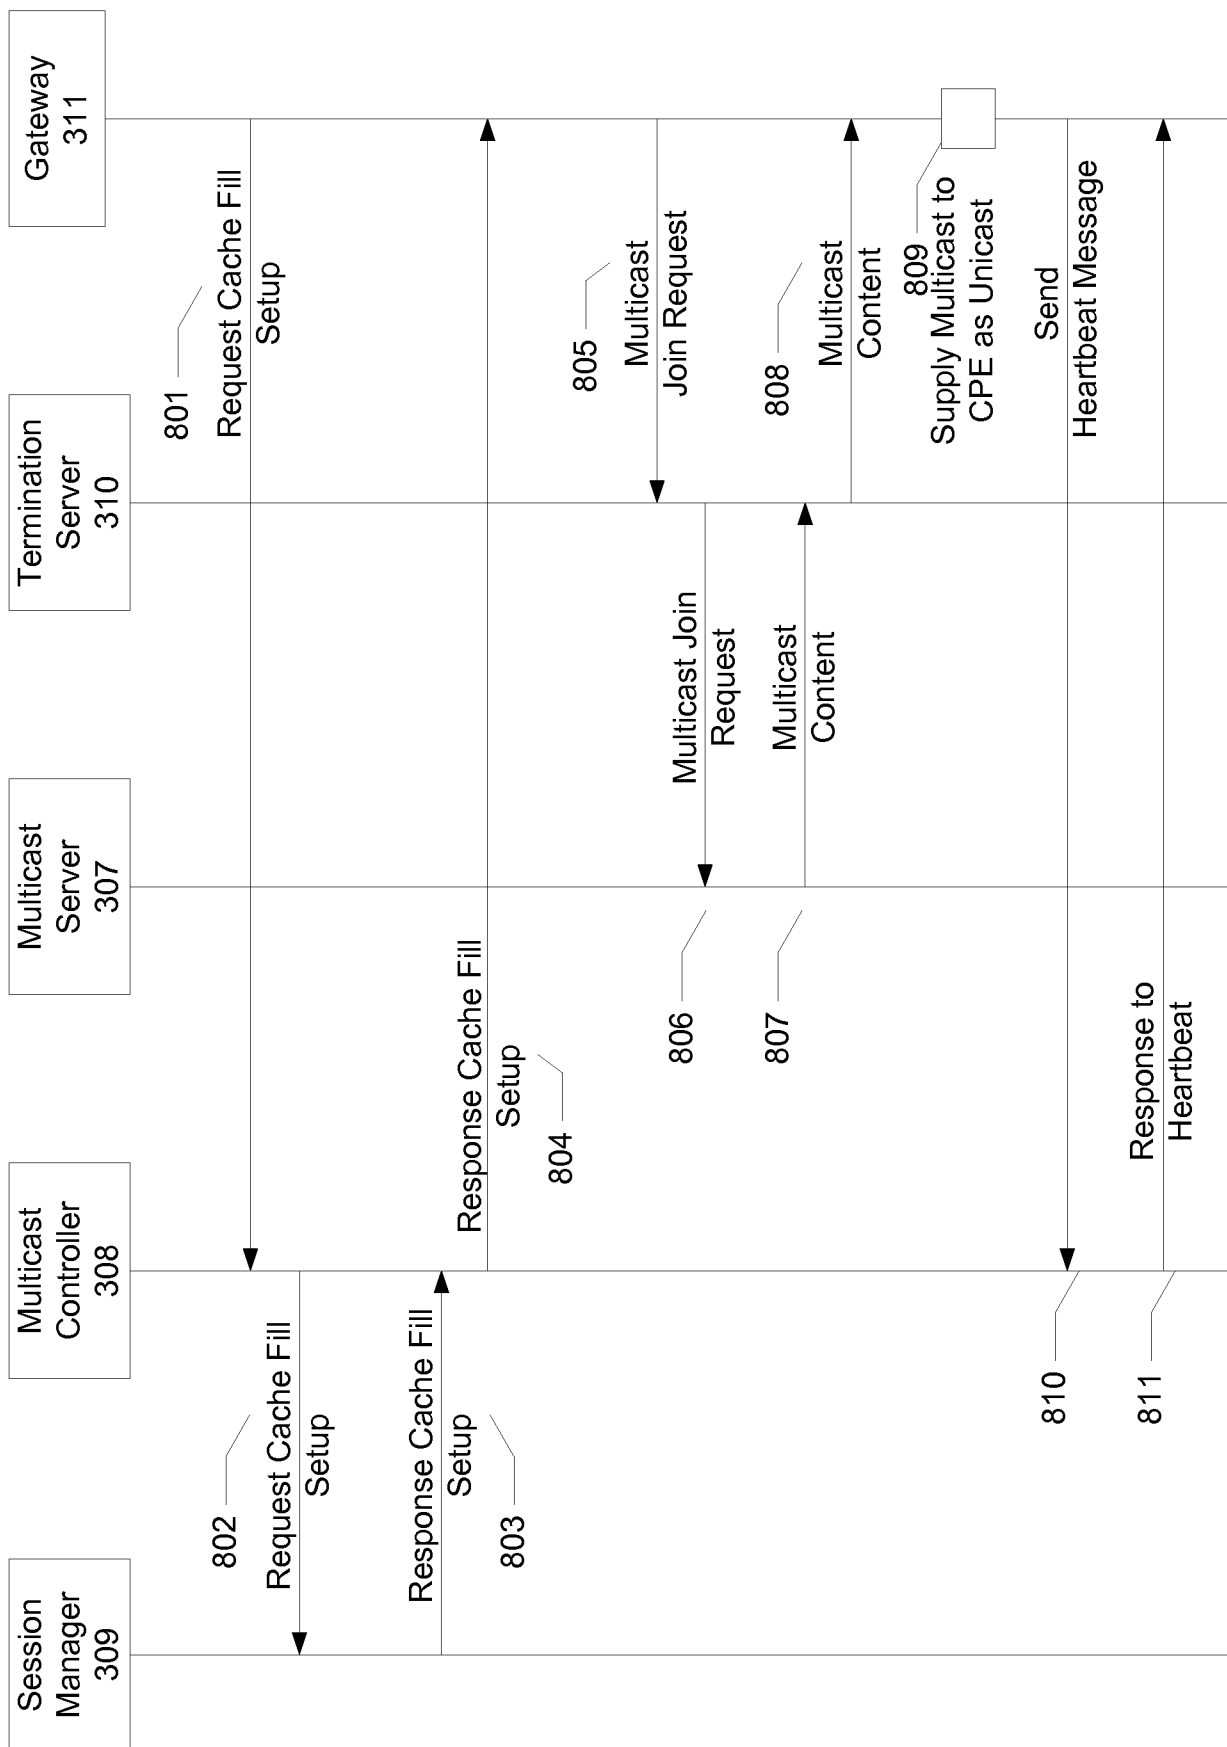 Session
Manager
309
Multicast
Controller
308
Multicast
Server
307
Termination
Server
310
Gateway
311
801
Request Cache Fill
Setup
802
Request Cache Fill
Setup
Response Cache Fill
Setup
803
Response Cache Fill
Setup
804
805
Multicast
Join Request
Multicast Join
Request
806
Multicast
Content
807
808
Multicast
Content
809
Supply Multicast to
CPE as Unicast
Send
Heartbeat Message
810
Response to
Heartbeat
811